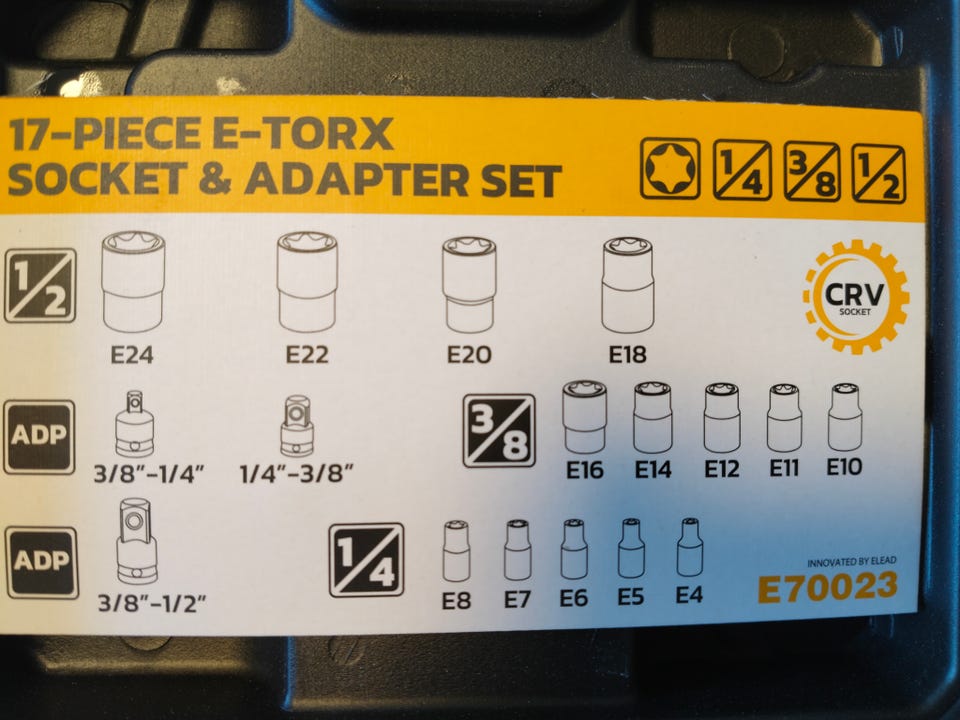 17-PIECE E-TORX
SOCKET & ADAPTER SET
1/4 3/8 1/2
1/2
E24 E22 E20 E18
CRV
SOCKET
ADP
3/8"-1/4" 1/4"-3/8"
3/8
E16 E14 E12 E11 E10
ADP
3/8"-1/2"
1/4
E8 E7 E6 E5 E4
INNOVATED BY ELEAD
E70023